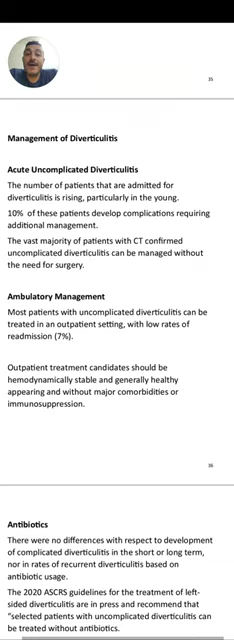 35
Management of Diverticulitis
Acute Uncomplicated Diverticulitis
The number of patients that are admitted for
diverticulitis is rising, particularly in the young.
10% of these patients develop complications requiring
additional management.
The vast majority of patients with CT confirmed
uncomplicated diverticulitis can be managed without
the need for surgery.
Ambulatory Management
Most patients with uncomplicated diverticulitis can be
treated in an outpatient setting, with low rates of
readmission (7%).
Outpatient treatment candidates should be
hemodynamically stable and generally healthy
appearing and without major comorbidities or
immunosuppression.
36
Antibiotics
There were no differences with respect to development
of complicated diverticulitis in the short or long term,
nor in rates of recurrent diverticulitis based on
antibiotic usage.
The 2020 ASCRS guidelines for the treatment of left-
sided diverticulitis are in press and recommend that
"selected patients with uncomplicated diverticulitis can
be treated without antibiotics.